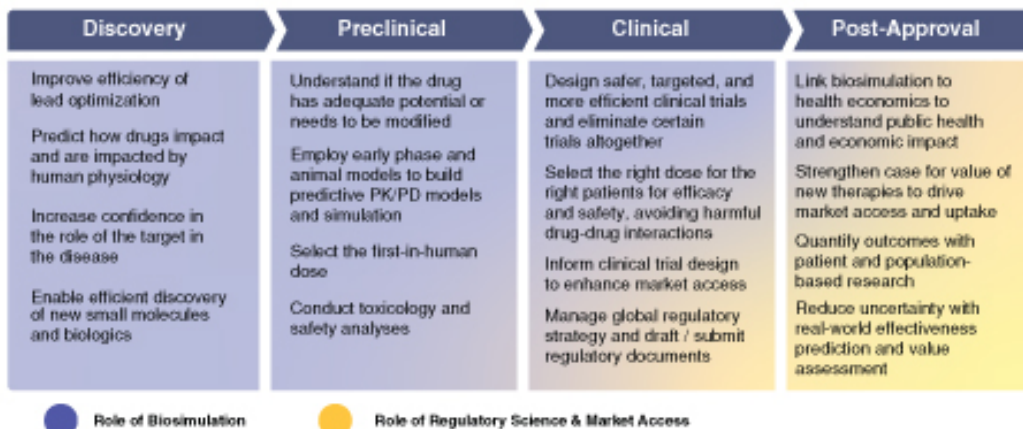 Discovery
Improve efficiency of
lead optimization
Predict how drugs impact
and are impacted by
human physiology
Increase confidence in
the role of the target in
the disease
Enable efficient discovery
of new small molecules
and biologics
Preclinical
Understand if the drug
has adequate potential or
needs to be modified
Employ early phase and
animal models to build
predictive PK/PD models
and simulation
Select the first-in-human
dose
Conduct toxicology and
safety analyses
Clinical
Design safer, targeted, and
more efficient clinical trials
and eliminate certain
trials altogether
Select the right dose for the
right patients for efficacy
and safety, avoiding harmful
drug-drug interactions
Inform clinical trial design
to enhance market access
Manage global regulatory
strategy and draft / submit
regulatory documents
Post-Approval
Link biosimulation to
health economics to
understand public health
and economic impact
Strengthen case for value of
new therapies to drive
market access and uptake
Quantify outcomes with
patient and population-
based research
Reduce uncertainty with
real-world effectiveness
prediction and value
assessment
Role of Biosimulation
Role of Regulatory Science & Market Access